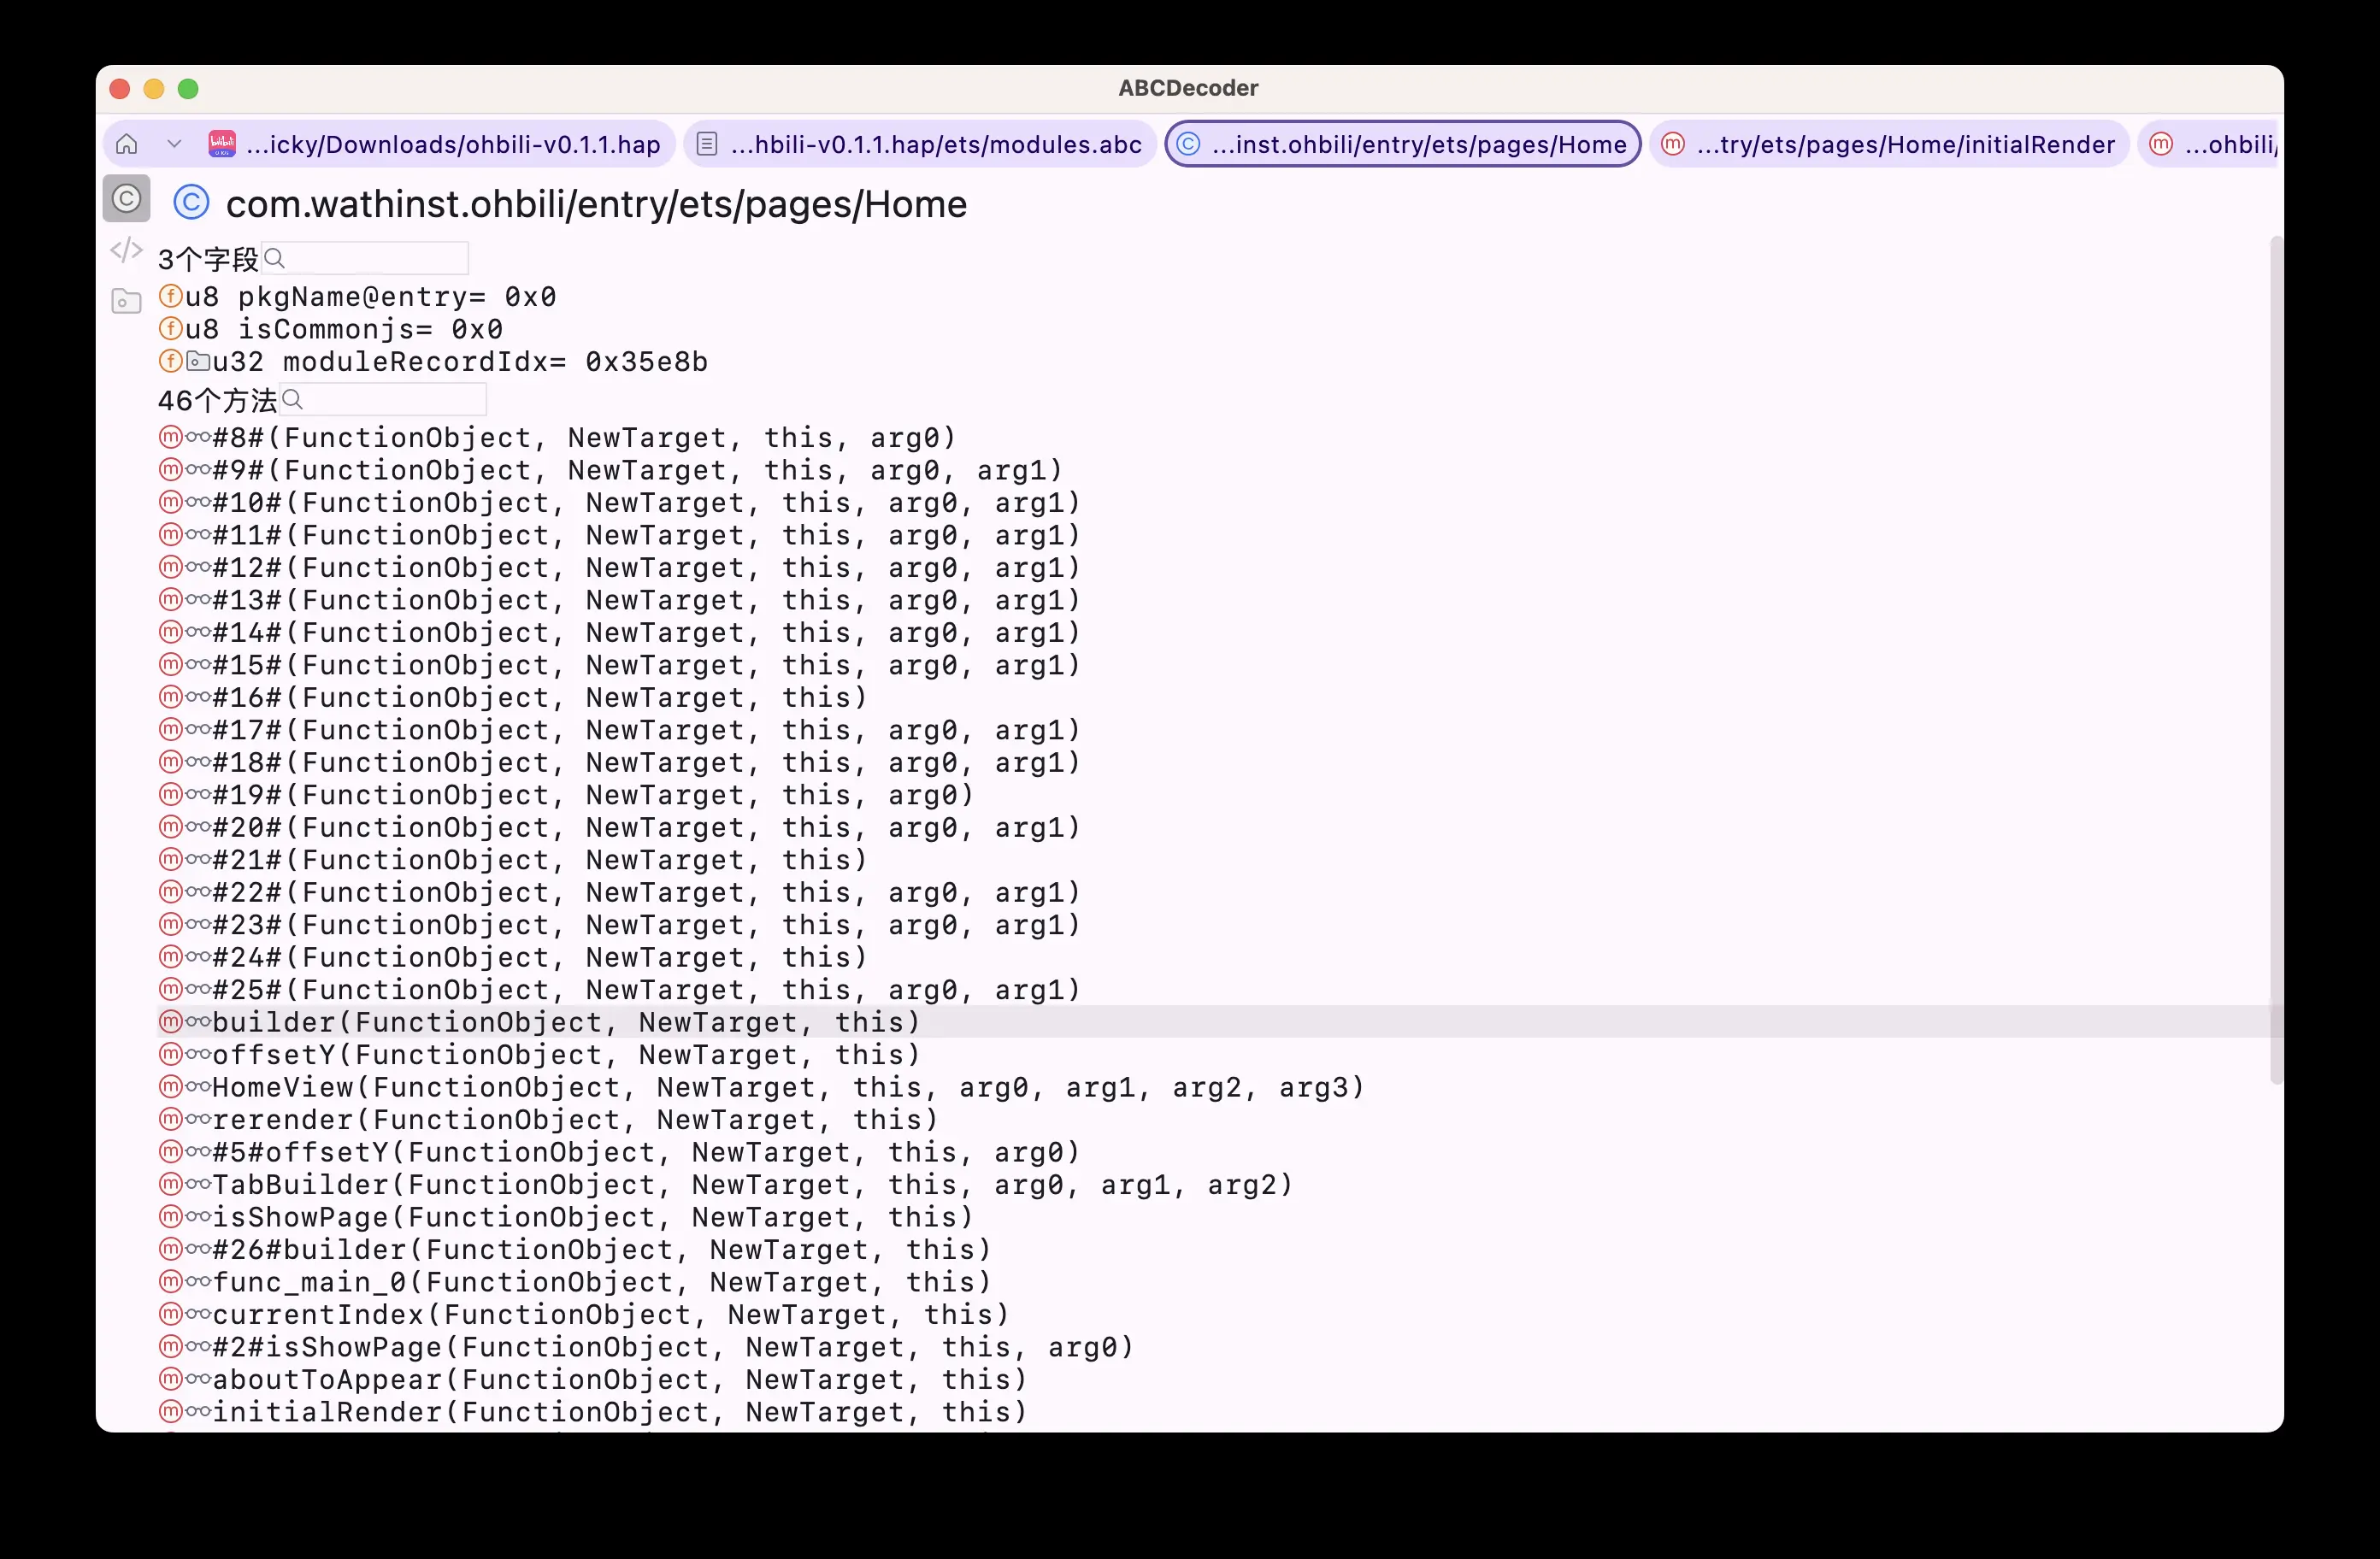 ABCDecoder
...icky/Downloads/ohbili-v0.1.1.hap
...hbili-v0.1.1.hap/ets/modules.abc
...inst.ohbili/entry/ets/pages/Home
...try/ets/pages/Home/initialRender
...ohbili/
com.wathinst.ohbili/entry/ets/pages/Home
3个字段
u8 pkgName@entry= 0x0
u8 isCommonjs= 0x0
u32 moduleRecordIdx= 0x35e8b
46个方法
#8#(FunctionObject, NewTarget, this, arg0)
#9#(FunctionObject, NewTarget, this, arg0, arg1)
#10#(FunctionObject, NewTarget, this, arg0, arg1)
#11#(FunctionObject, NewTarget, this, arg0, arg1)
#12#(FunctionObject, NewTarget, this, arg0, arg1)
#13#(FunctionObject, NewTarget, this, arg0, arg1)
#14#(FunctionObject, NewTarget, this, arg0, arg1)
#15#(FunctionObject, NewTarget, this, arg0, arg1)
#16#(FunctionObject, NewTarget, this)
#17#(FunctionObject, NewTarget, this, arg0, arg1)
#18#(FunctionObject, NewTarget, this, arg0, arg1)
#19#(FunctionObject, NewTarget, this, arg0)
#20#(FunctionObject, NewTarget, this, arg0, arg1)
#21#(FunctionObject, NewTarget, this)
#22#(FunctionObject, NewTarget, this, arg0, arg1)
#23#(FunctionObject, NewTarget, this, arg0, arg1)
#24#(FunctionObject, NewTarget, this)
#25#(FunctionObject, NewTarget, this, arg0, arg1)
builder(FunctionObject, NewTarget, this)
offsetY(FunctionObject, NewTarget, this)
HomeView(FunctionObject, NewTarget, this, arg0, arg1, arg2, arg3)
rerender(FunctionObject, NewTarget, this)
#5#offsetY(FunctionObject, NewTarget, this, arg0)
TabBuilder(FunctionObject, NewTarget, this, arg0, arg1, arg2)
isShowPage(FunctionObject, NewTarget, this)
#26#builder(FunctionObject, NewTarget, this)
func_main_0(FunctionObject, NewTarget, this)
currentIndex(FunctionObject, NewTarget, this)
#2#isShowPage(FunctionObject, NewTarget, this, arg0)
aboutToAppear(FunctionObject, NewTarget, this)
initialRender(FunctionObject, NewTarget, this)